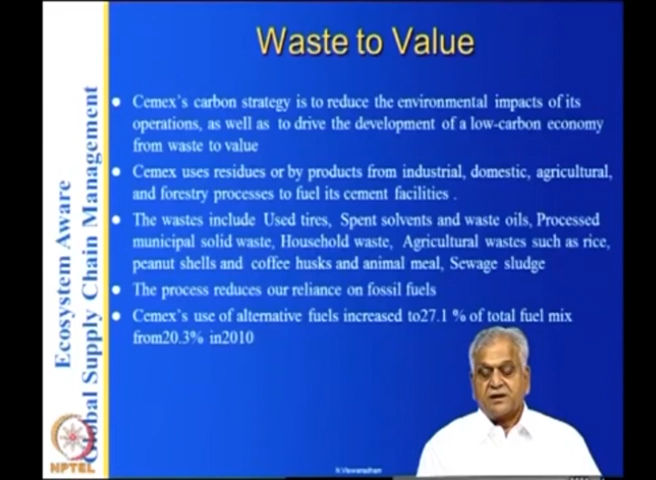 Waste to Value
Cemex's carbon strategy is to reduce the environmental impacts of its
operations, as well as to drive the development of a low-carbon economy
from waste to value
Cemex uses residues or by products from industrial, domestic, agricultural,
and forestry processes to fuel its cement facilities .
The wastes include Used tires, Spent solvents and waste oils, Processed
municipal solid waste, Household waste, Agricultural wastes such as rice,
peanut shells and coffee husks and animal meal, Sewage sludge
The process reduces our reliance on fossil fuels
Cemex's use of alternative fuels increased to27.1 % of total fuel mix
from20.3% in2010
Ecosystem Aware
Global Supply Chain Management
NPTEL
N.Viswanadham